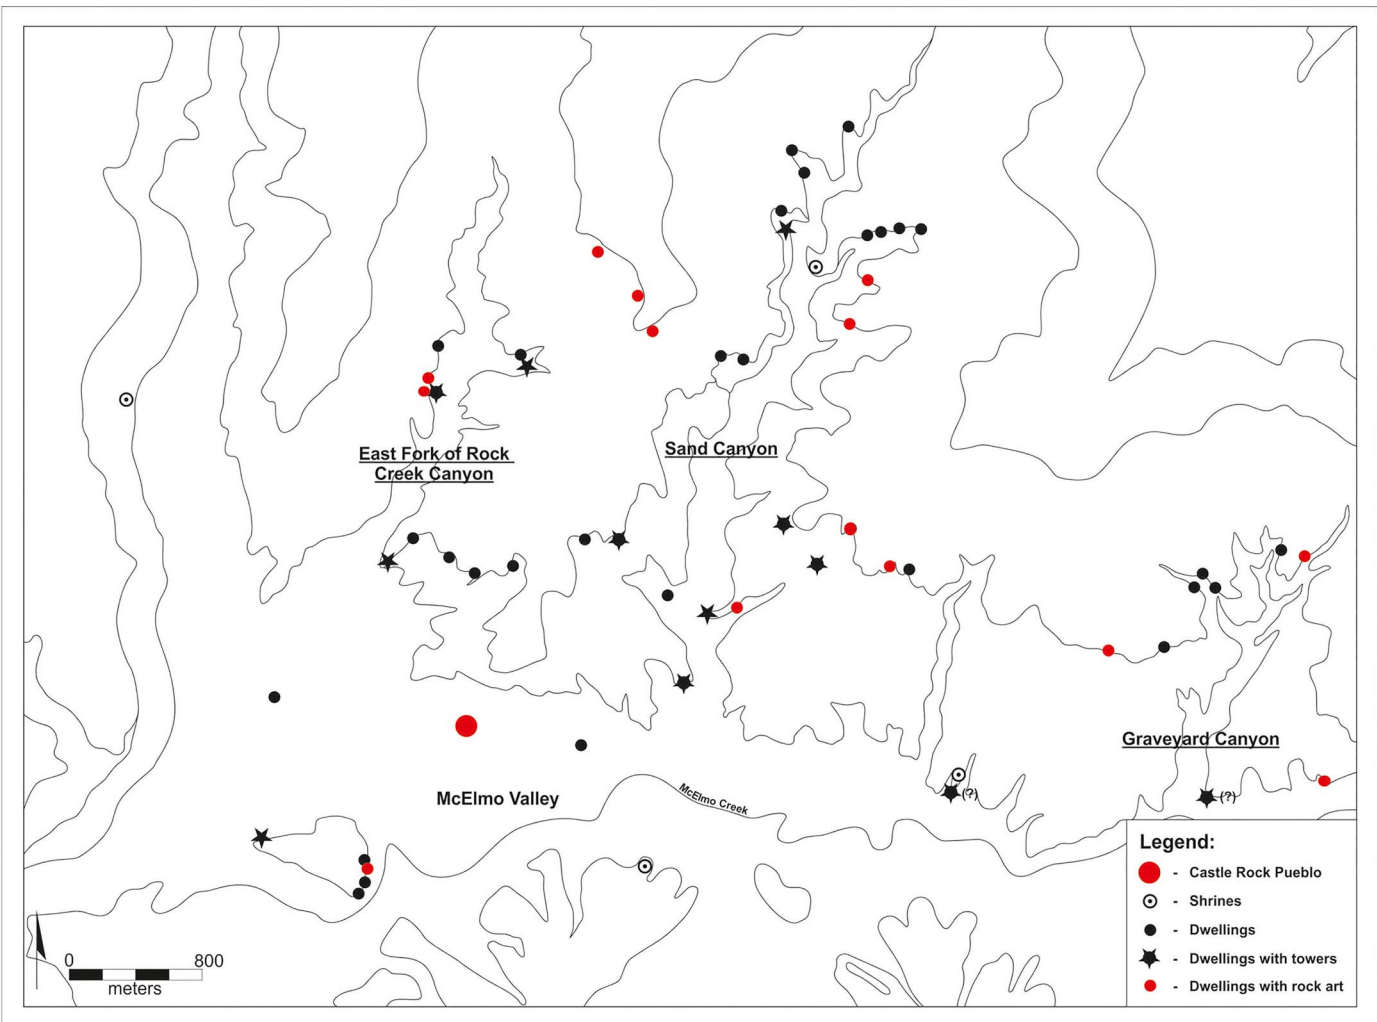 East Fork of Rock
Creek Canyon
Sand Canyon
Graveyard Canyon
McElmo Valley
McElmo Creek
(?)
(?)
0 800
meters
Legend:
- Castle Rock Pueblo
- Shrines
- Dwellings
- Dwellings with towers
- Dwellings with rock art